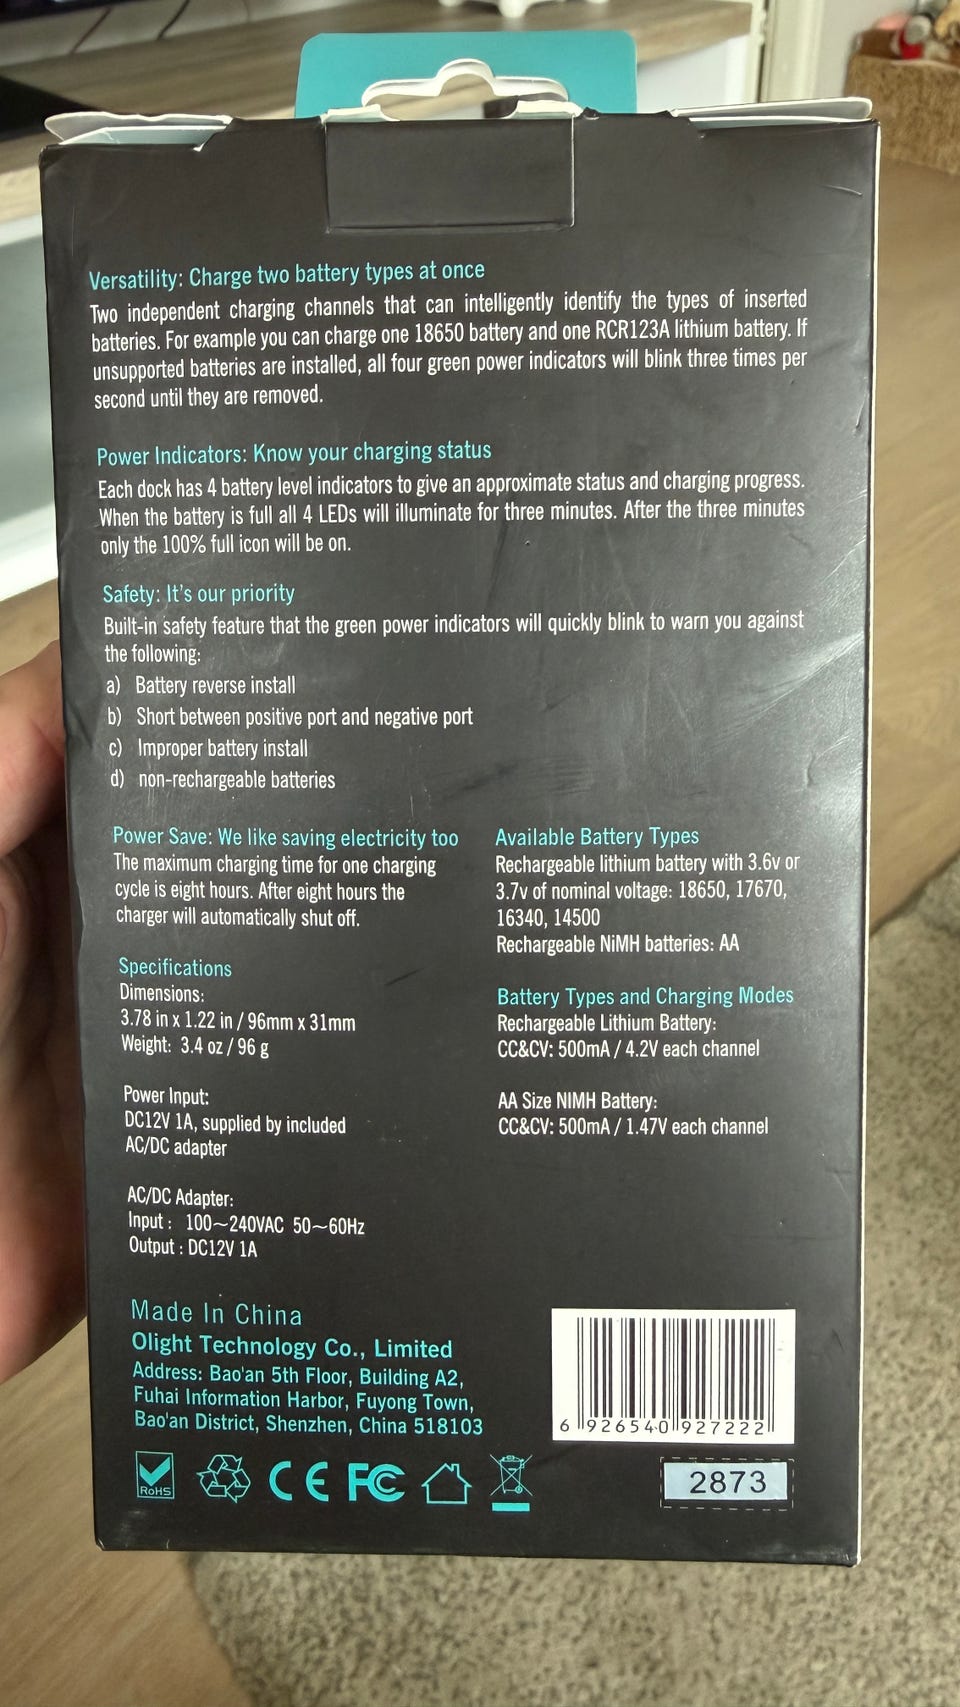 Versatility: Charge two battery types at once
Two independent charging channels that can intelligently identify the types of inserted
batteries. For example you can charge one 18650 battery and one RCR123A lithium battery. If
unsupported batteries are installed, all four green power indicators will blink three times per
second until they are removed.
Power Indicators: Know your charging status
Each dock has 4 battery level indicators to give an approximate status and charging progress.
When the battery is full all 4 LEDs will illuminate for three minutes. After the three minutes
only the 100% full icon will be on.
Safety: It's our priority
Built-in safety feature that the green power indicators will quickly blink to warn you against
the following:
a) Battery reverse install
b) Short between positive port and negative port
c) Improper battery install
d) non-rechargeable batteries
Power Save: We like saving electricity too
The maximum charging time for one charging
cycle is eight hours. After eight hours the
charger will automatically shut off.
Specifications
Dimensions:
3.78 in x 1.22 in / 96mm x 31mm
Weight: 3.4 oz / 96 g
Power Input:
DC12V 1A, supplied by included
AC/DC adapter
AC/DC Adapter:
Input : 100~240VAC 50~60Hz
Output : DC12V 1A
Available Battery Types
Rechargeable lithium battery with 3.6v or
3.7v of nominal voltage: 18650, 17670,
16340, 14500
Rechargeable NiMH batteries: AA
Battery Types and Charging Modes
Rechargeable Lithium Battery:
CC&CV: 500mA / 4.2V each channel
AA Size NIMH Battery:
CC&CV: 500mA / 1.47V each channel
Made In China
Olight Technology Co., Limited
Address: Bao'an 5th Floor, Building A2,
Fuhai Information Harbor, Fuyong Town,
Bao'an District, Shenzhen, China 518103
6 926540 927222
RoHS
CE FC
2873